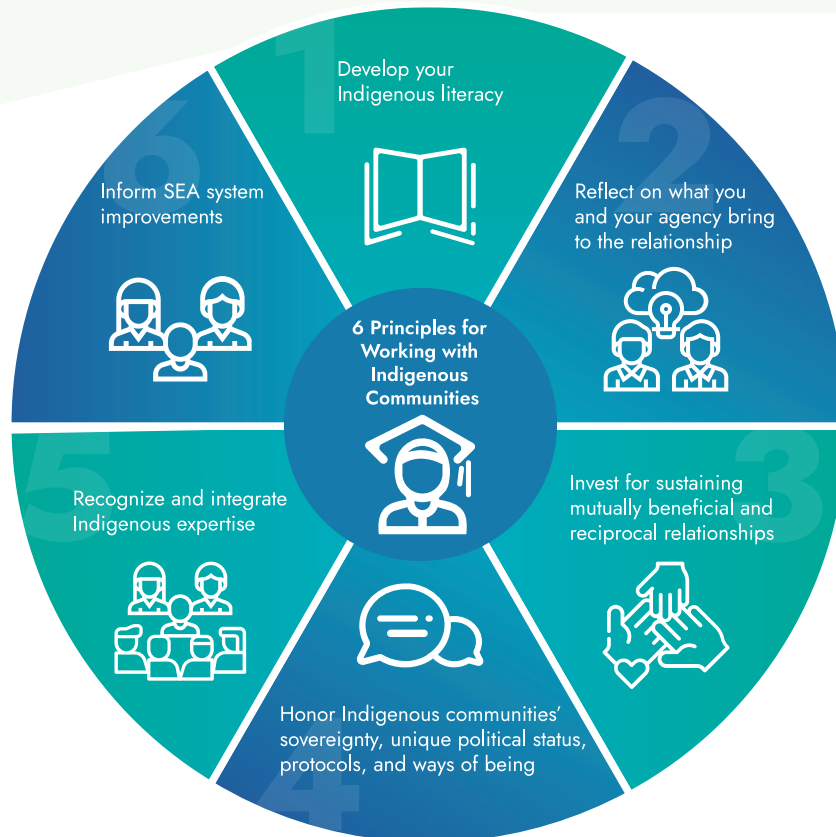 6 Principles for
Working with
Indigenous
Communities
1
Develop your
Indigenous literacy
2
Reflect on what you
and your agency bring
to the relationship
3
Invest for sustaining
mutually beneficial and
reciprocal relationships
4
Honor Indigenous communities’
sovereignty, unique political status,
protocols, and ways of being
5
Recognize and integrate
Indigenous expertise
6
Inform SEA system
improvements